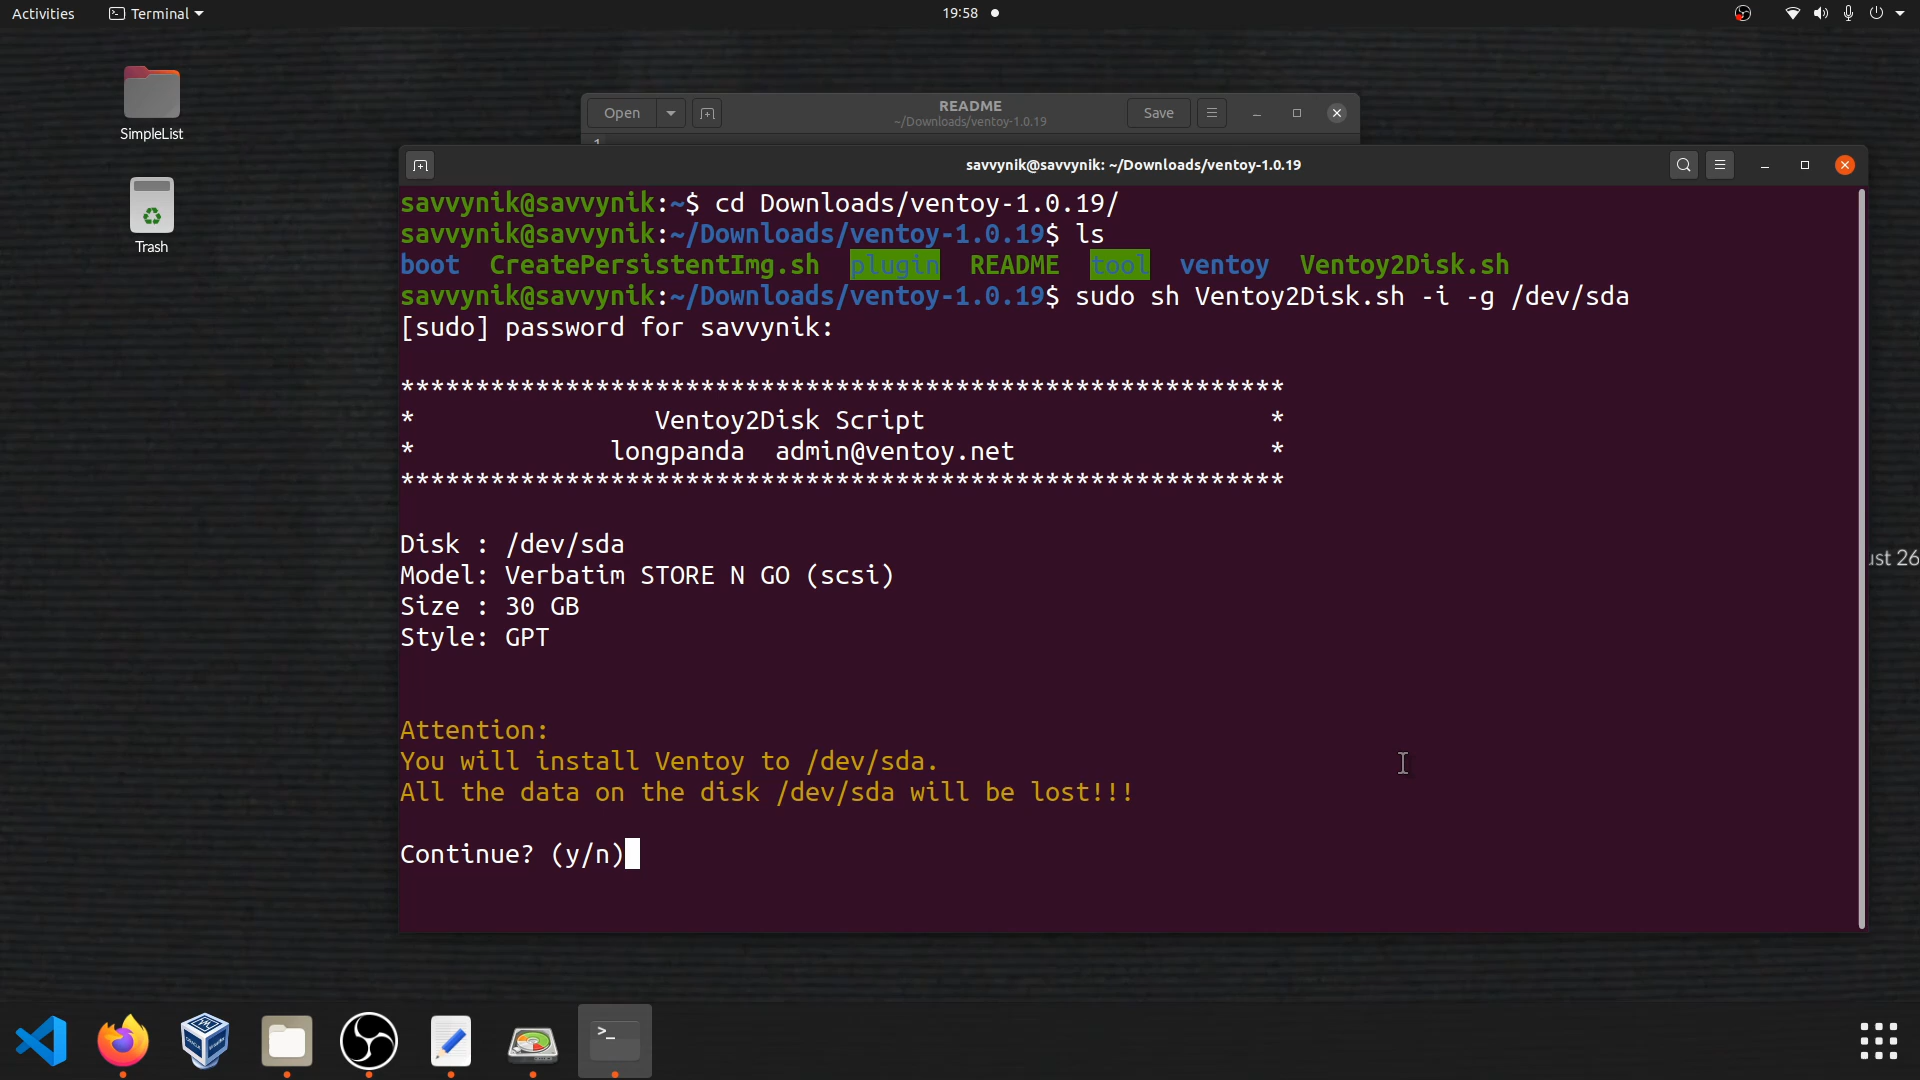 Activities
Terminal
19:58
SimpleList
Trash
Open
README
~/Downloads/ventoy-1.0.19
Save
1
savvynik@savvynik: ~/Downloads/ventoy-1.0.19
savvynik@savvynik:~$ cd Downloads/ventoy-1.0.19/
savvynik@savvynik:~/Downloads/ventoy-1.0.19$ ls
boot  CreatePersistentImg.sh  plugin  README  tool  ventoy  Ventoy2Disk.sh
savvynik@savvynik:~/Downloads/ventoy-1.0.19$ sudo sh Ventoy2Disk.sh -i -g /dev/sda
[sudo] password for savvynik:
***********************************************************
*                Ventoy2Disk Script                       *
*             longpanda  admin@ventoy.net                 *
***********************************************************
Disk : /dev/sda
Model: Verbatim STORE N GO (scsi)
Size : 30 GB
Style: GPT
Attention:
You will install Ventoy to /dev/sda.
All the data on the disk /dev/sda will be lost!!!
Continue? (y/n)
ust 26
>_